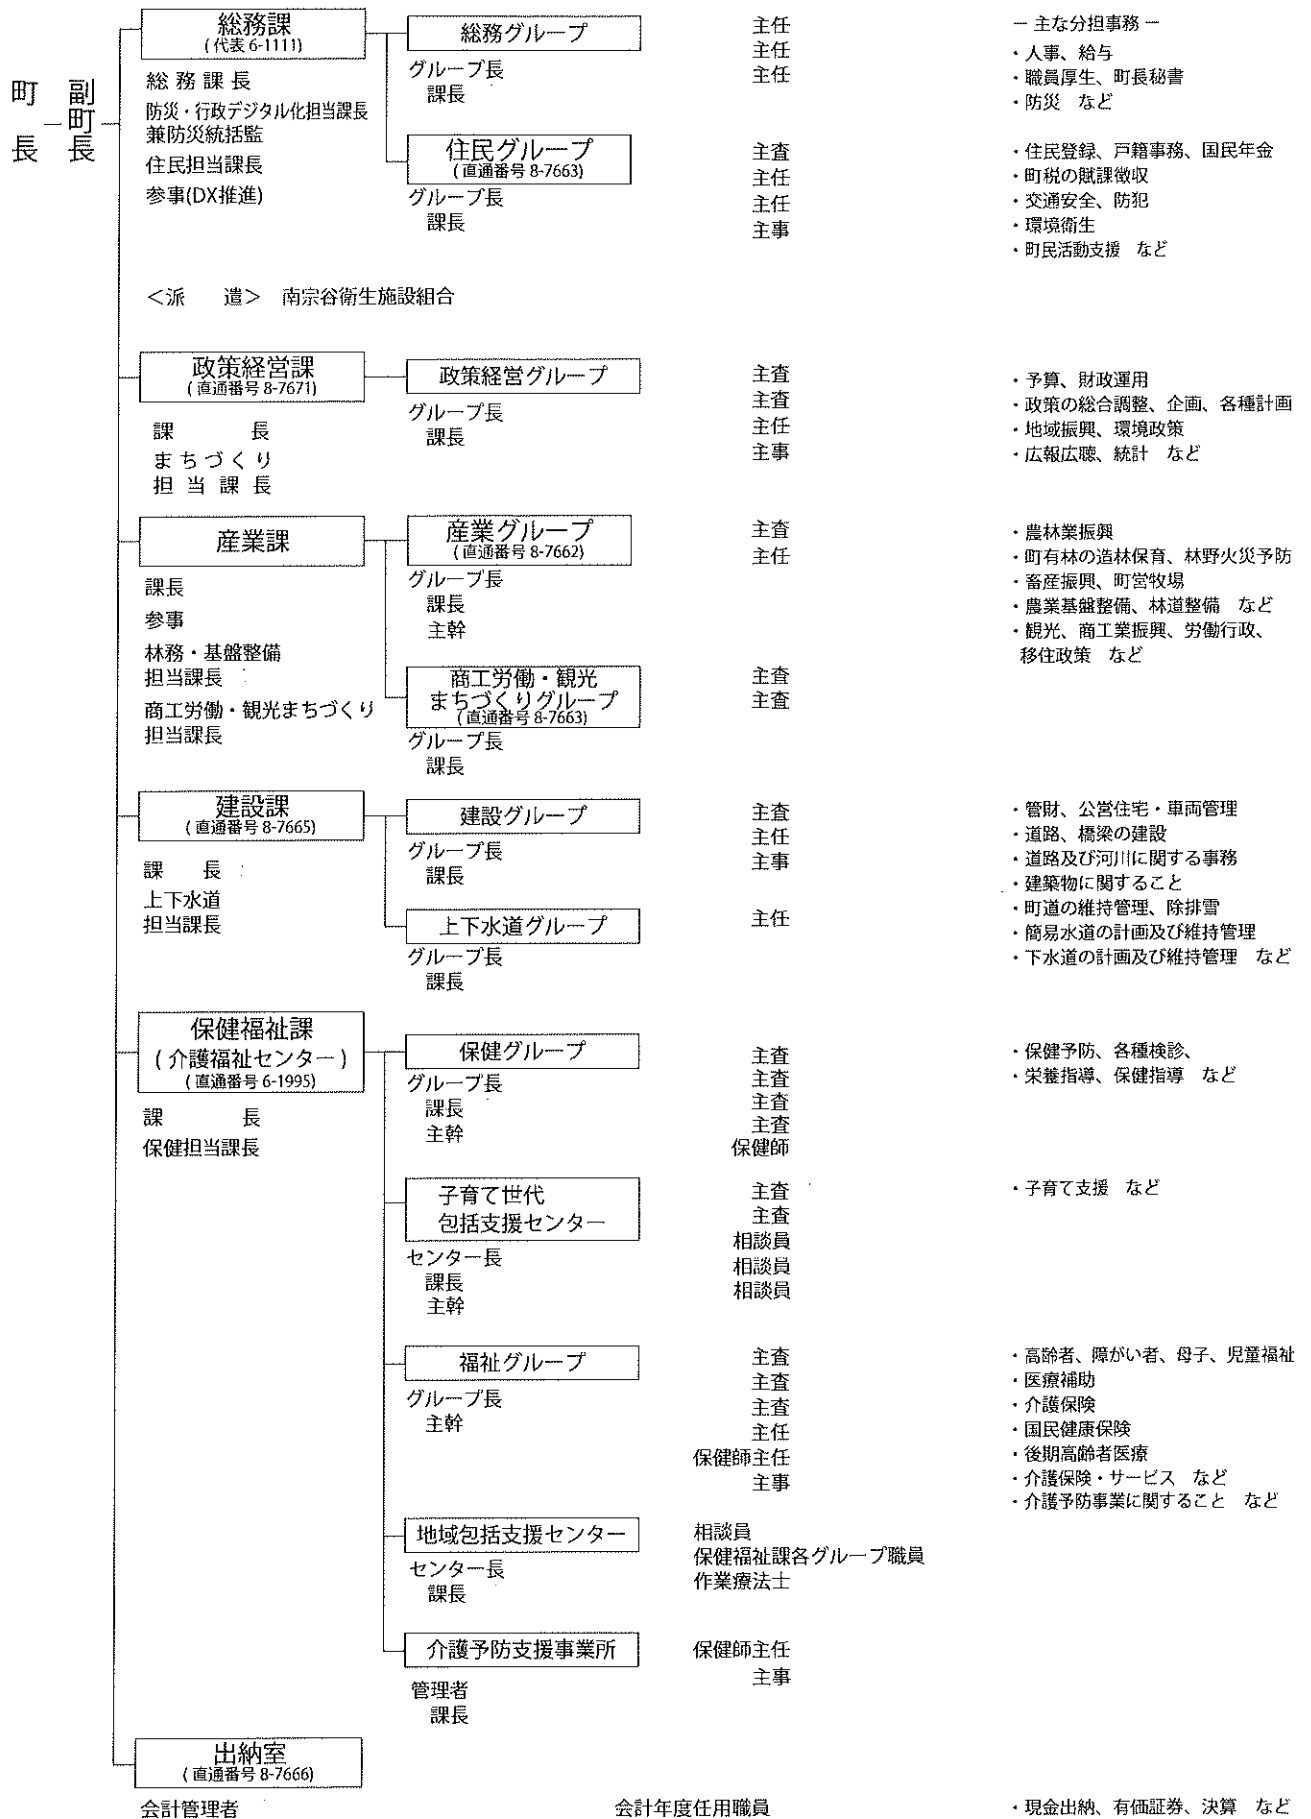 町長
副町長
総務課
(代表 6-1111)
総務課長
防災・行政デジタル化担当課長
兼防災統括監
住民担当課長
参事(DX推進)
総務グループ
グループ長
課長
主任
主任
主任
― 主な分担事務 ―
・人事、給与
・職員厚生、町長秘書
・防災 など
住民グループ
(直通番号 8-7663)
グループ長
課長
主査
主任
主任
主事
・住民登録、戸籍事務、国民年金
・町税の賦課徴収
・交通安全、防犯
・環境衛生
・町民活動支援 など
<派 遣> 南宗谷衛生施設組合
政策経営課
(直通番号 8-7671)
課 長
まちづくり
担当課長
政策経営グループ
グループ長
課長
主査
主査
主任
主事
・予算、財政運用
・政策の総合調整、企画、各種計画
・地域振興、環境政策
・広報広聴、統計 など
産業課
課長
参事
林務・基盤整備
担当課長
商工労働・観光まちづくり
担当課長
産業グループ
(直通番号 8-7662)
グループ長
課長
主幹
主査
主任
・農林業振興
・町有林の造林保育、林野火災予防
・畜産振興、町営牧場
・農業基盤整備、林道整備 など
・観光、商工業振興、労働行政、
移住政策 など
商工労働・観光
まちづくりグループ
(直通番号 8-7663)
グループ長
課長
主査
主査
建設課
(直通番号 8-7665)
課 長
上下水道
担当課長
建設グループ
グループ長
課長
主査
主任
主事
・管財、公営住宅・車両管理
・道路、橋梁の建設
・道路及び河川に関する事務
・建築物に関すること
・町道の維持管理、除排雪
・簡易水道の計画及び維持管理
・下水道の計画及び維持管理 など
上下水道グループ
グループ長
課長
主任
保健福祉課
(介護福祉センター)
(直通番号 6-1995)
課 長
保健担当課長
保健グループ
グループ長
課長
主幹
主査
主査
主査
主査
保健師
・保健予防、各種検診、
・栄養指導、保健指導 など
子育て世代
包括支援センター
センター長
課長
主幹
主査
主査
相談員
相談員
相談員
・子育て支援 など
福祉グループ
グループ長
主幹
主査
主査
主査
主任
保健師主任
主事
・高齢者、障がい者、母子、児童福祉
・医療補助
・介護保険
・国民健康保険
・後期高齢者医療
・介護保険・サービス など
・介護予防事業に関すること など
地域包括支援センター
センター長
課長
相談員
保健福祉課各グループ職員
作業療法士
介護予防支援事業所
管理者
課長
保健師主任
主事
出納室
(直通番号 8-7666)
会計管理者
会計年度任用職員
・現金出納、有価証券、決算 など